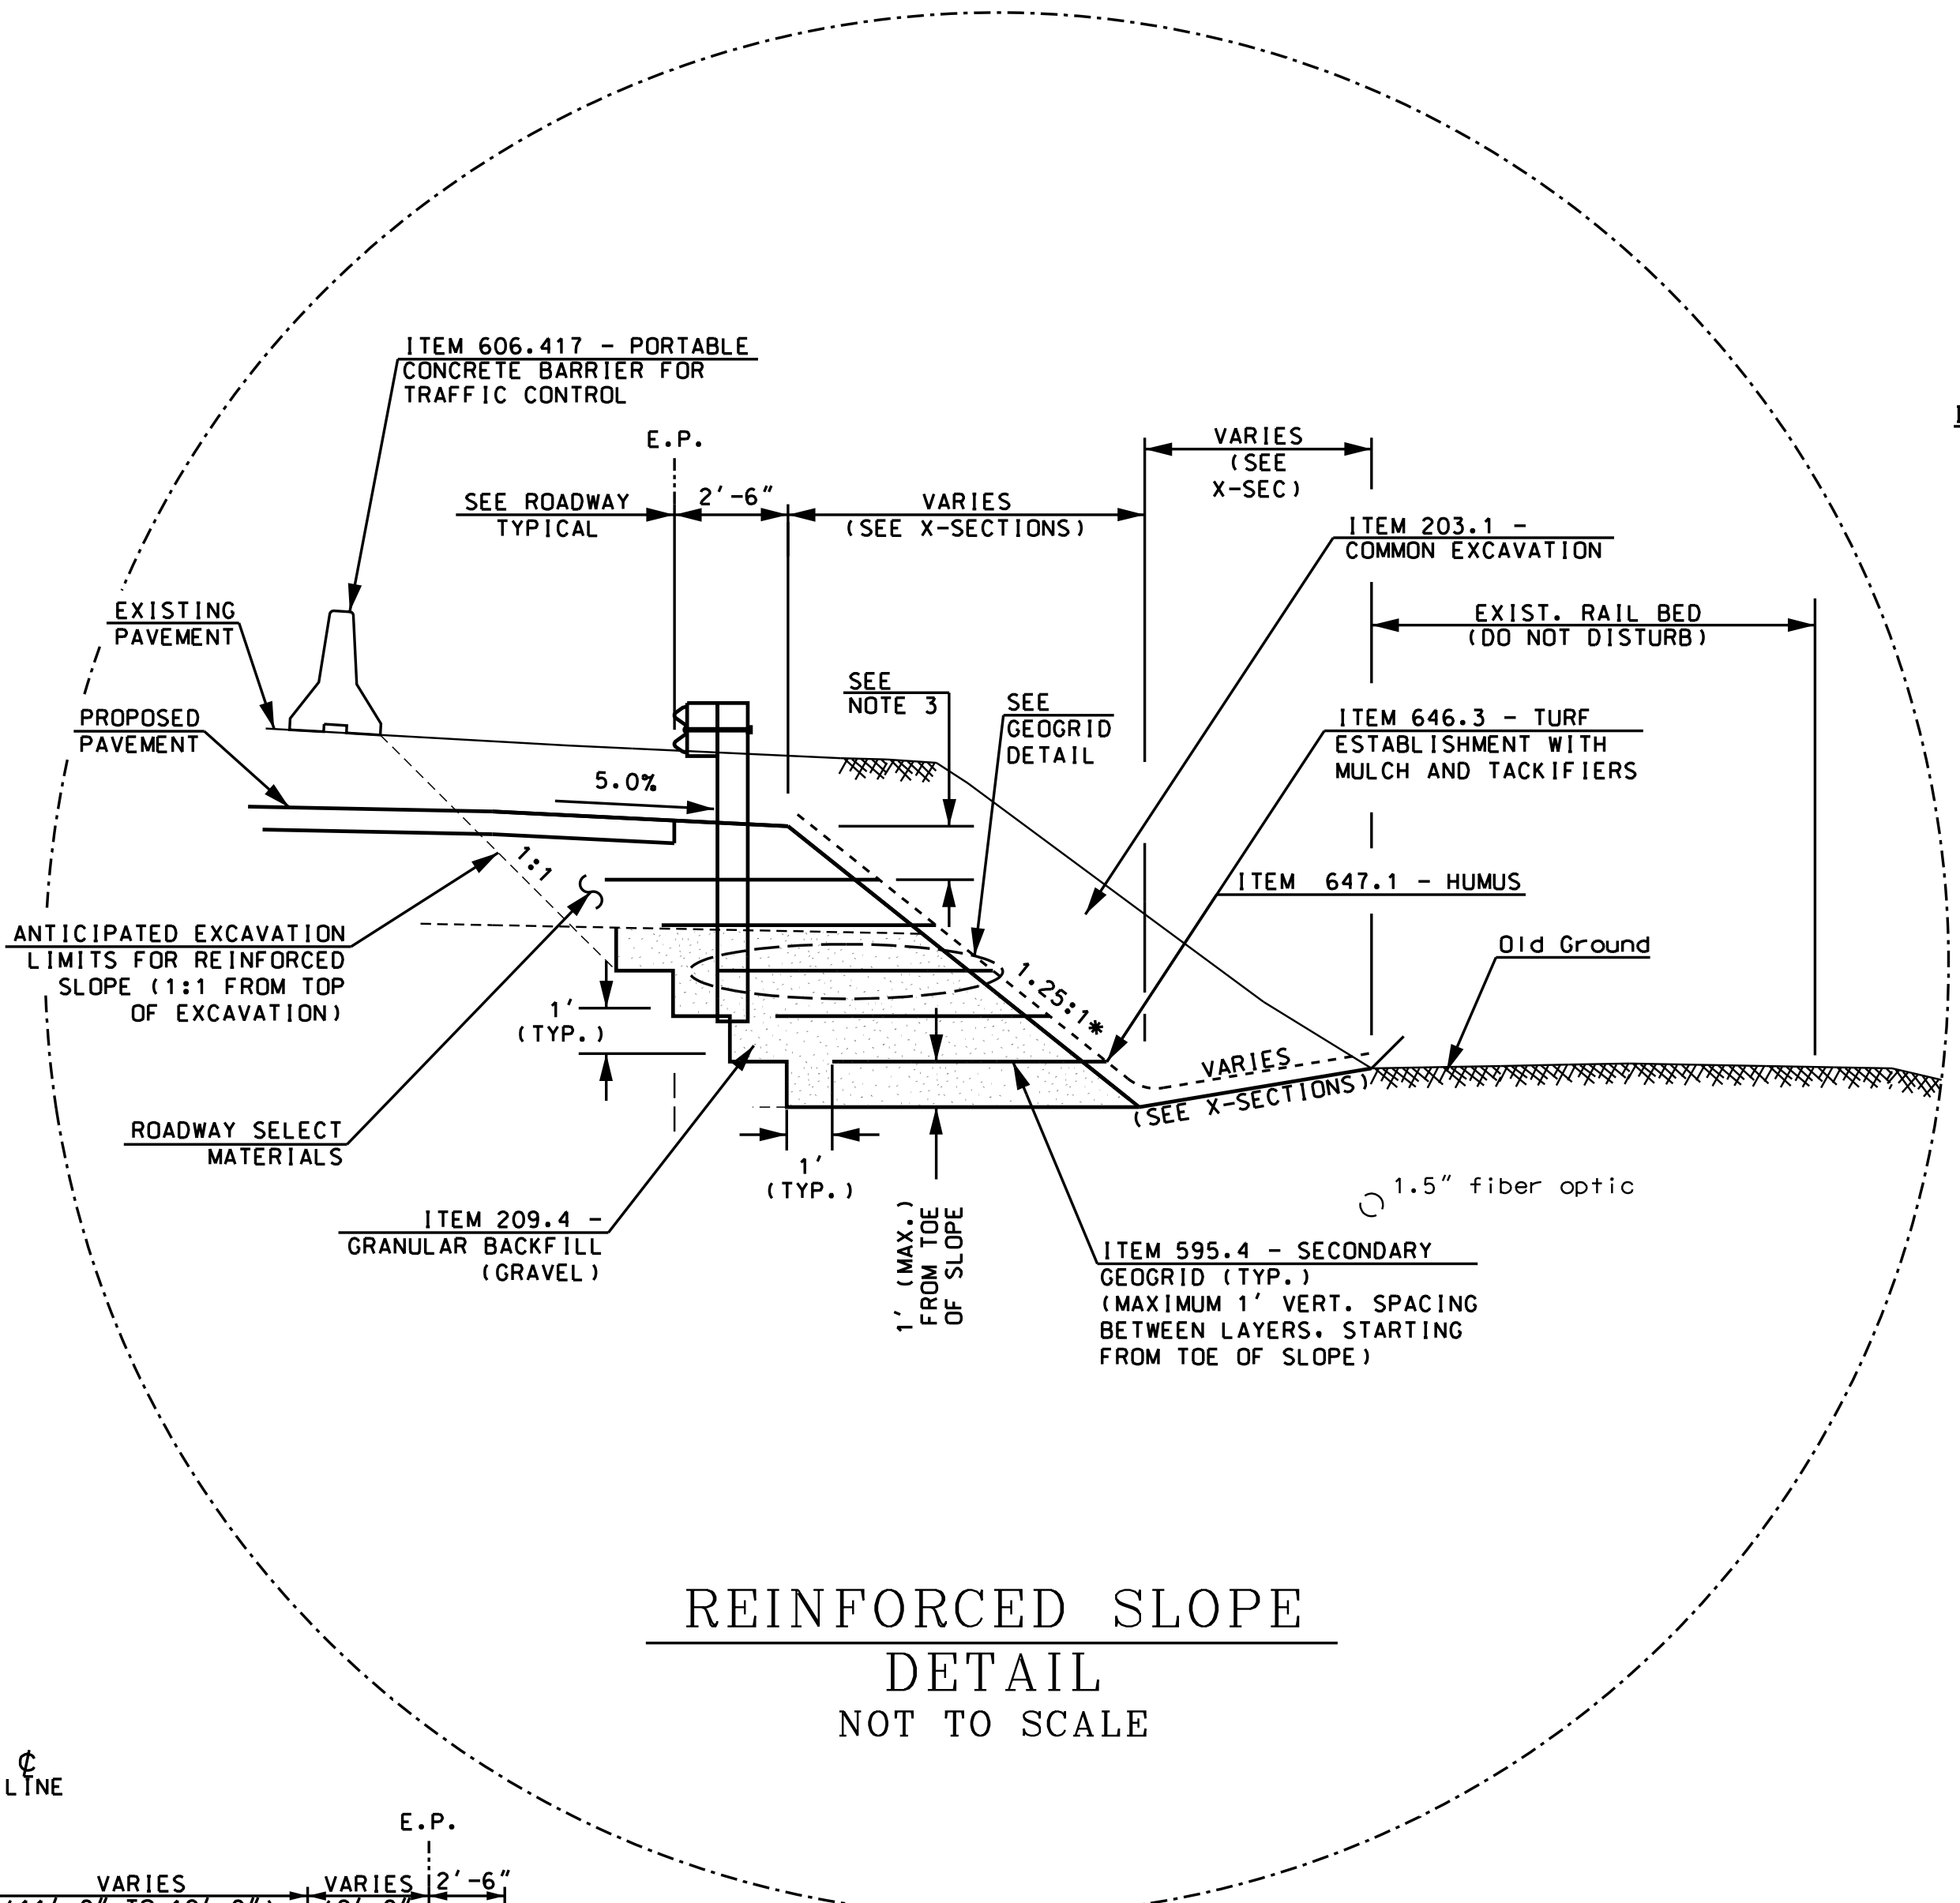 ITEM 606.417 - PORTABLE
CONCRETE BARRIER FOR
TRAFFIC CONTROL
E.P.
SEE ROADWAY
TYPICAL
2'-6"
VARIES
(SEE X-SECTIONS)
VARIES
(SEE
X-SEC)
ITEM 203.1 -
COMMON EXCAVATION
EXISTING
PAVEMENT
EXIST. RAIL BED
(DO NOT DISTURB)
SEE
NOTE 3
SEE
GEOGRID
DETAIL
PROPOSED
PAVEMENT
ITEM 646.3 - TURF
ESTABLISHMENT WITH
MULCH AND TACKIFIERS
5.0%
1:1
ITEM 647.1 - HUMUS
ANTICIPATED EXCAVATION
LIMITS FOR REINFORCED
SLOPE (1:1 FROM TOP
OF EXCAVATION)
Old Ground
1.25:1*
1'
(TYP.)
VARIES
(SEE X-SECTIONS)
ROADWAY SELECT
MATERIALS
1'
(TYP.)
1.5" fiber optic
ITEM 209.4 -
GRANULAR BACKFILL
(GRAVEL)
1' (MAX.)
FROM TOE
OF SLOPE
ITEM 595.4 - SECONDARY
GEOGRID (TYP.)
(MAXIMUM 1' VERT. SPACING
BETWEEN LAYERS. STARTING
FROM TOE OF SLOPE)
REINFORCED SLOPE
DETAIL
NOT TO SCALE
℄
LINE
E.P.
VARIES
VARIES
2'-6"